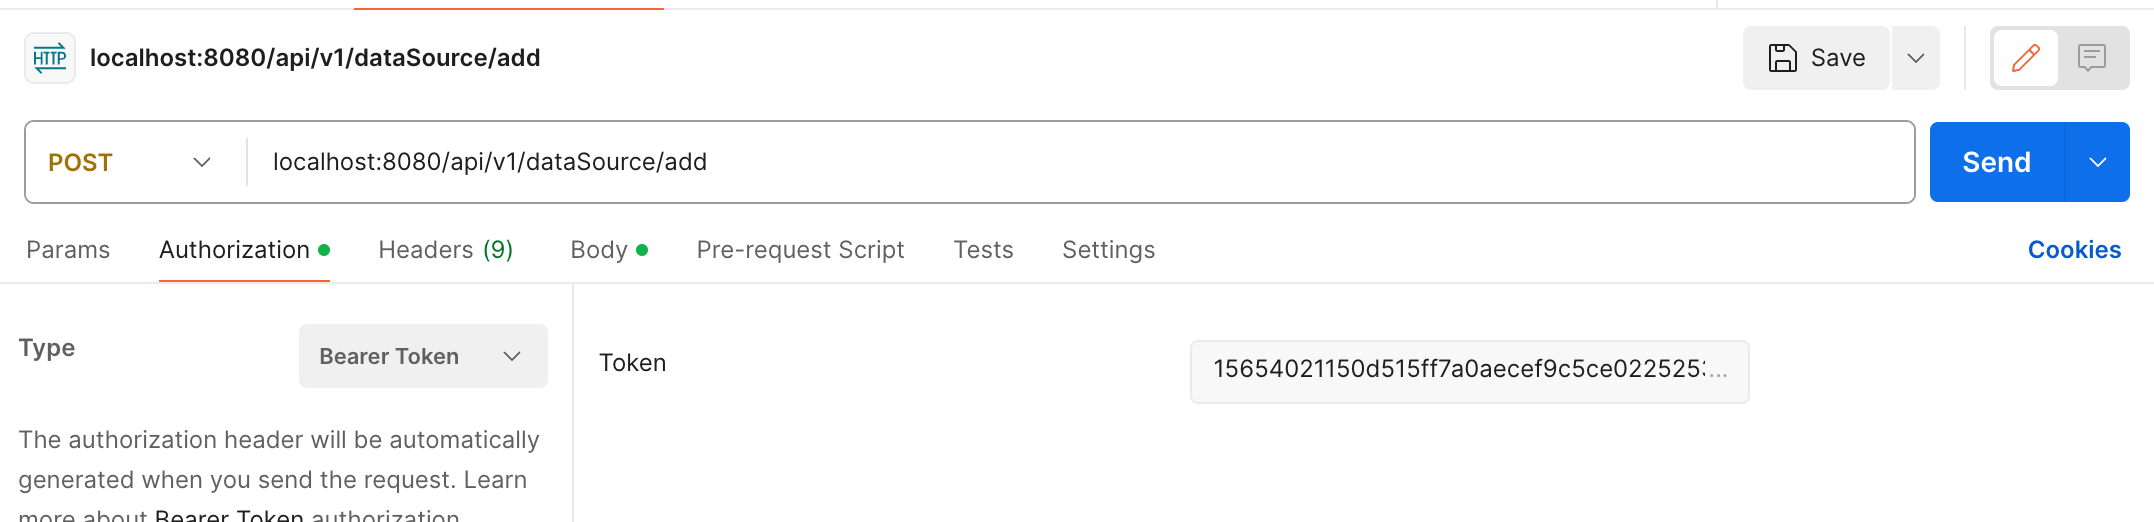 HTTP localhost:8080/api/v1/dataSource/add Save
POST localhost:8080/api/v1/dataSource/add Send
Params Authorization Headers (9) Body Pre-request Script Tests Settings Cookies
Type Bearer Token
Token 15654021150d515ff7a0aecef9c5ce022525...
The authorization header will be automatically
generated when you send the request. Learn
more about Bearer Token authorization